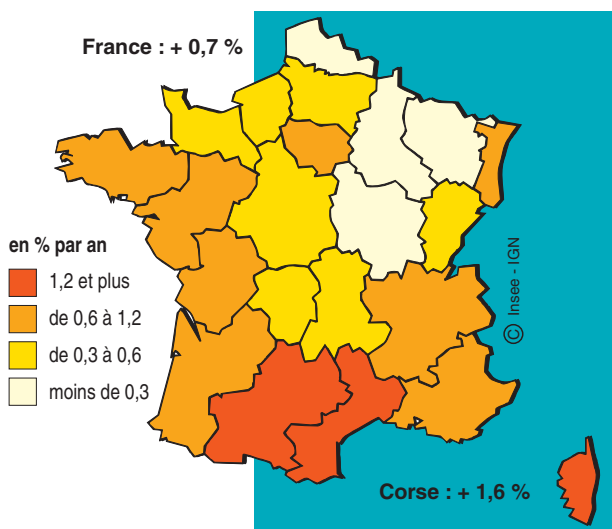 France : + 0,7 %
en % par an
1,2 et plus
de 0,6 à 1,2
de 0,3 à 0,6
moins de 0,3
© Insee - IGN
Corse : + 1,6 %